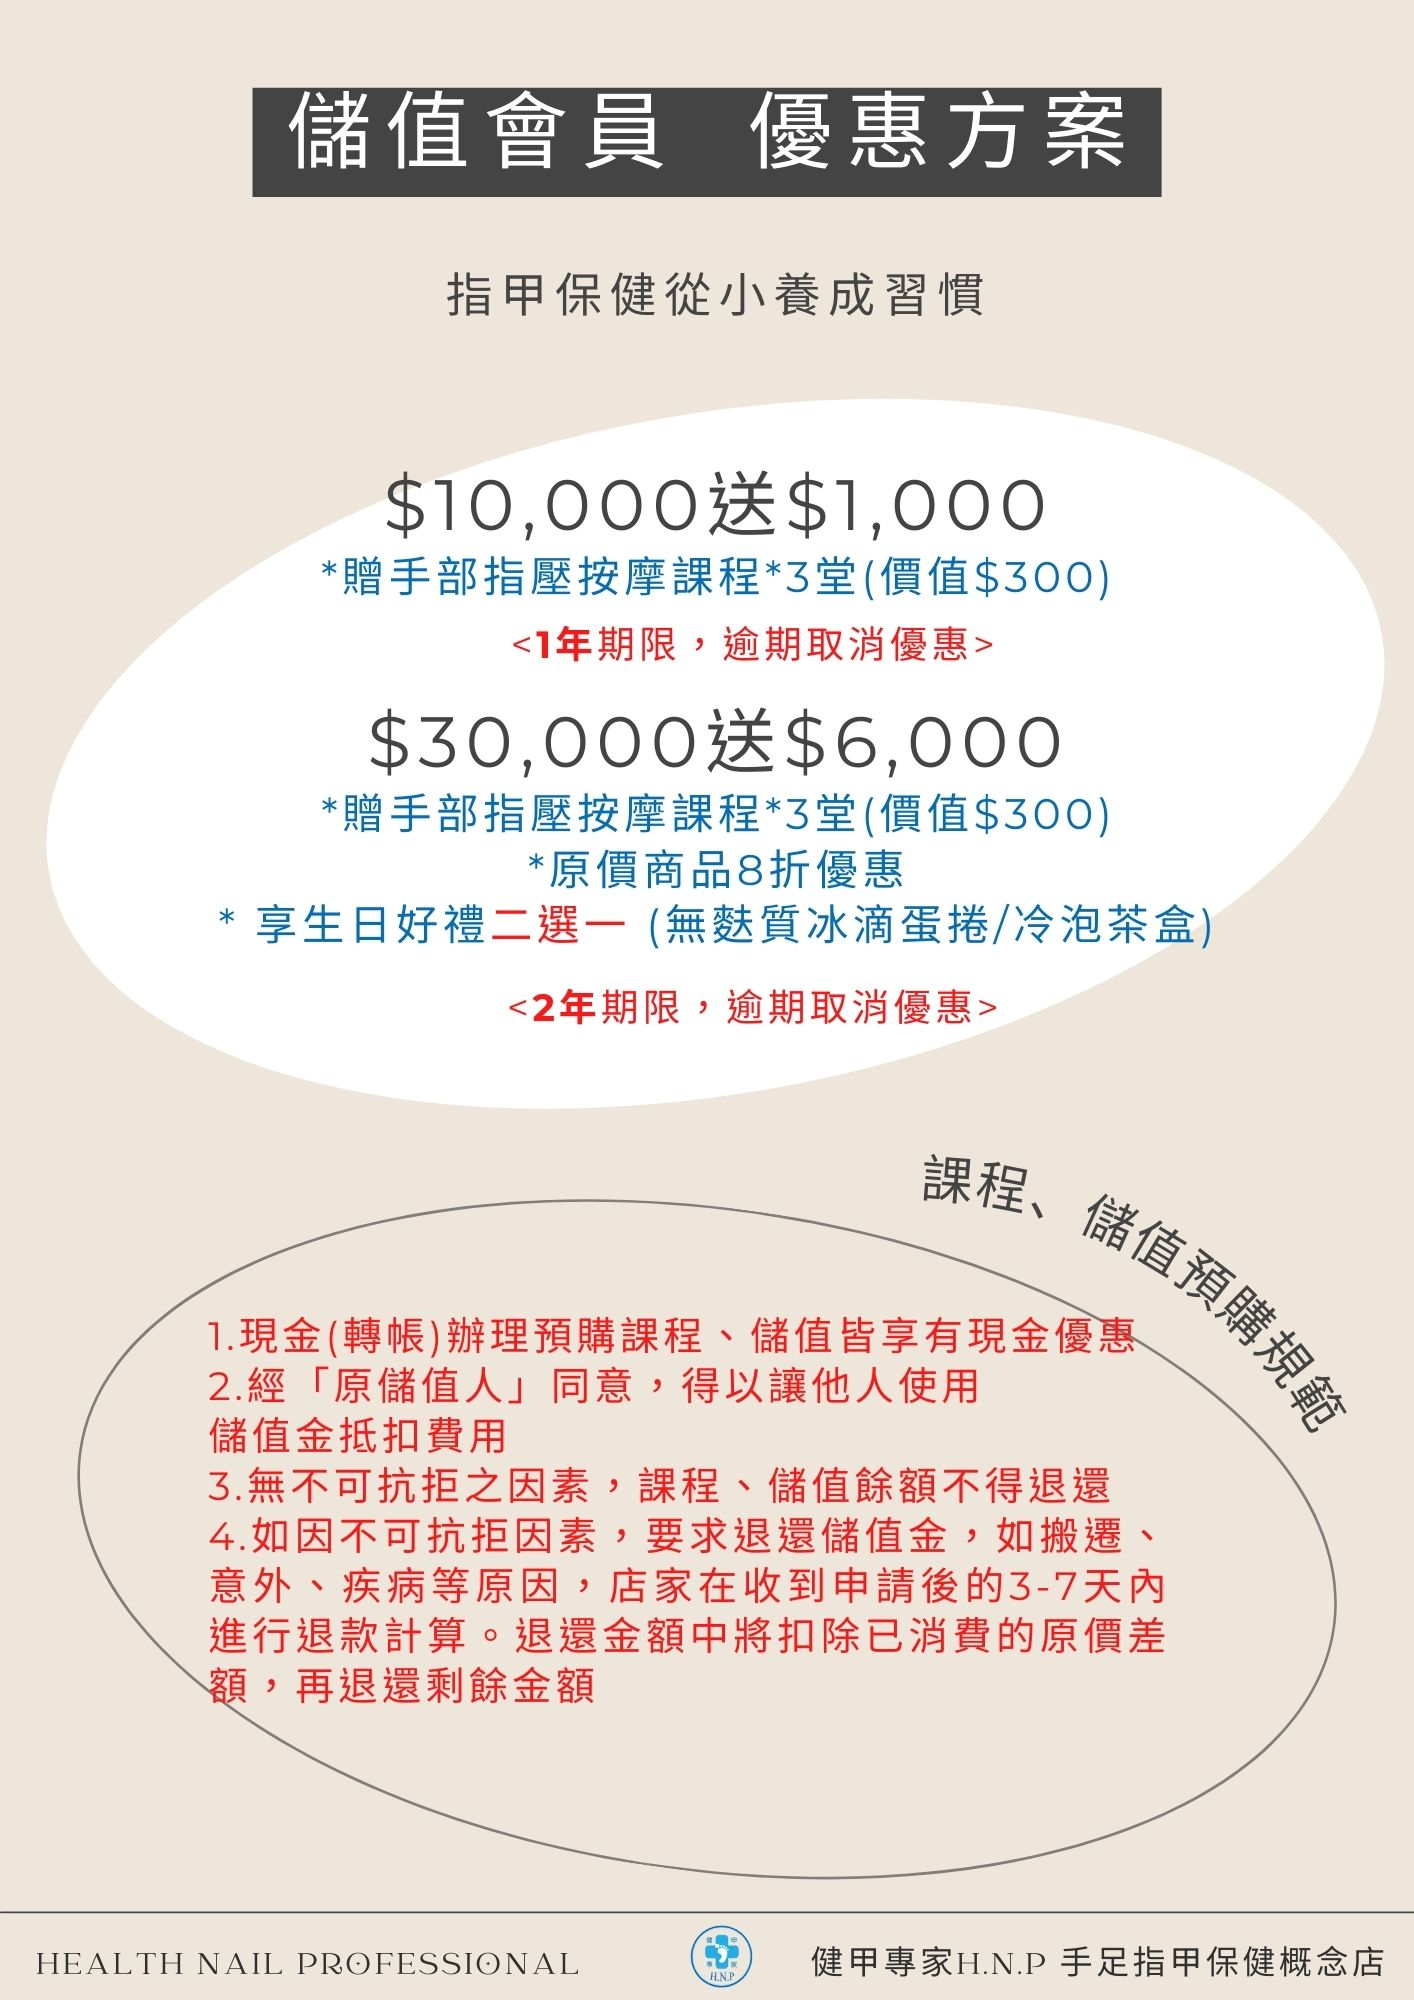 儲值會員 優惠方案
指甲保健從小養成習慣
$10,000送$1,000
*贈手部指壓按摩課程*3堂(價值$300)
<1年期限，逾期取消優惠>
$30,000送$6,000
*贈手部指壓按摩課程*3堂(價值$300)
*原價商品8折優惠
* 享生日好禮二選一 (無麩質冰滴蛋捲/冷泡茶盒)
<2年期限，逾期取消優惠>
課程、儲值預購規範
1.現金(轉帳)辦理預購課程、儲值皆享有現金優惠
2.經「原儲值人」同意，得以讓他人使用
儲值金抵扣費用
3.無不可抗拒之因素，課程、儲值餘額不得退還
4.如因不可抗拒因素，要求退還儲值金，如搬遷、
意外、疾病等原因，店家在收到申請後的3-7天內
進行退款計算。退還金額中將扣除已消費的原價差
額，再退還剩餘金額
HEALTH NAIL PROFESSIONAL
健甲
專家
H.N.P
健甲專家H.N.P 手足指甲保健概念店